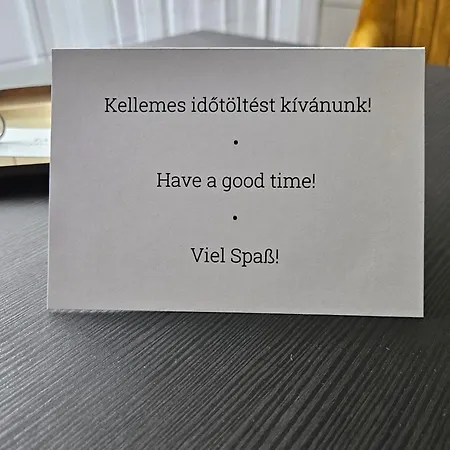 Kellemes időtöltést kívánunk!
•
Have a good time!
•
Viel Spaß!